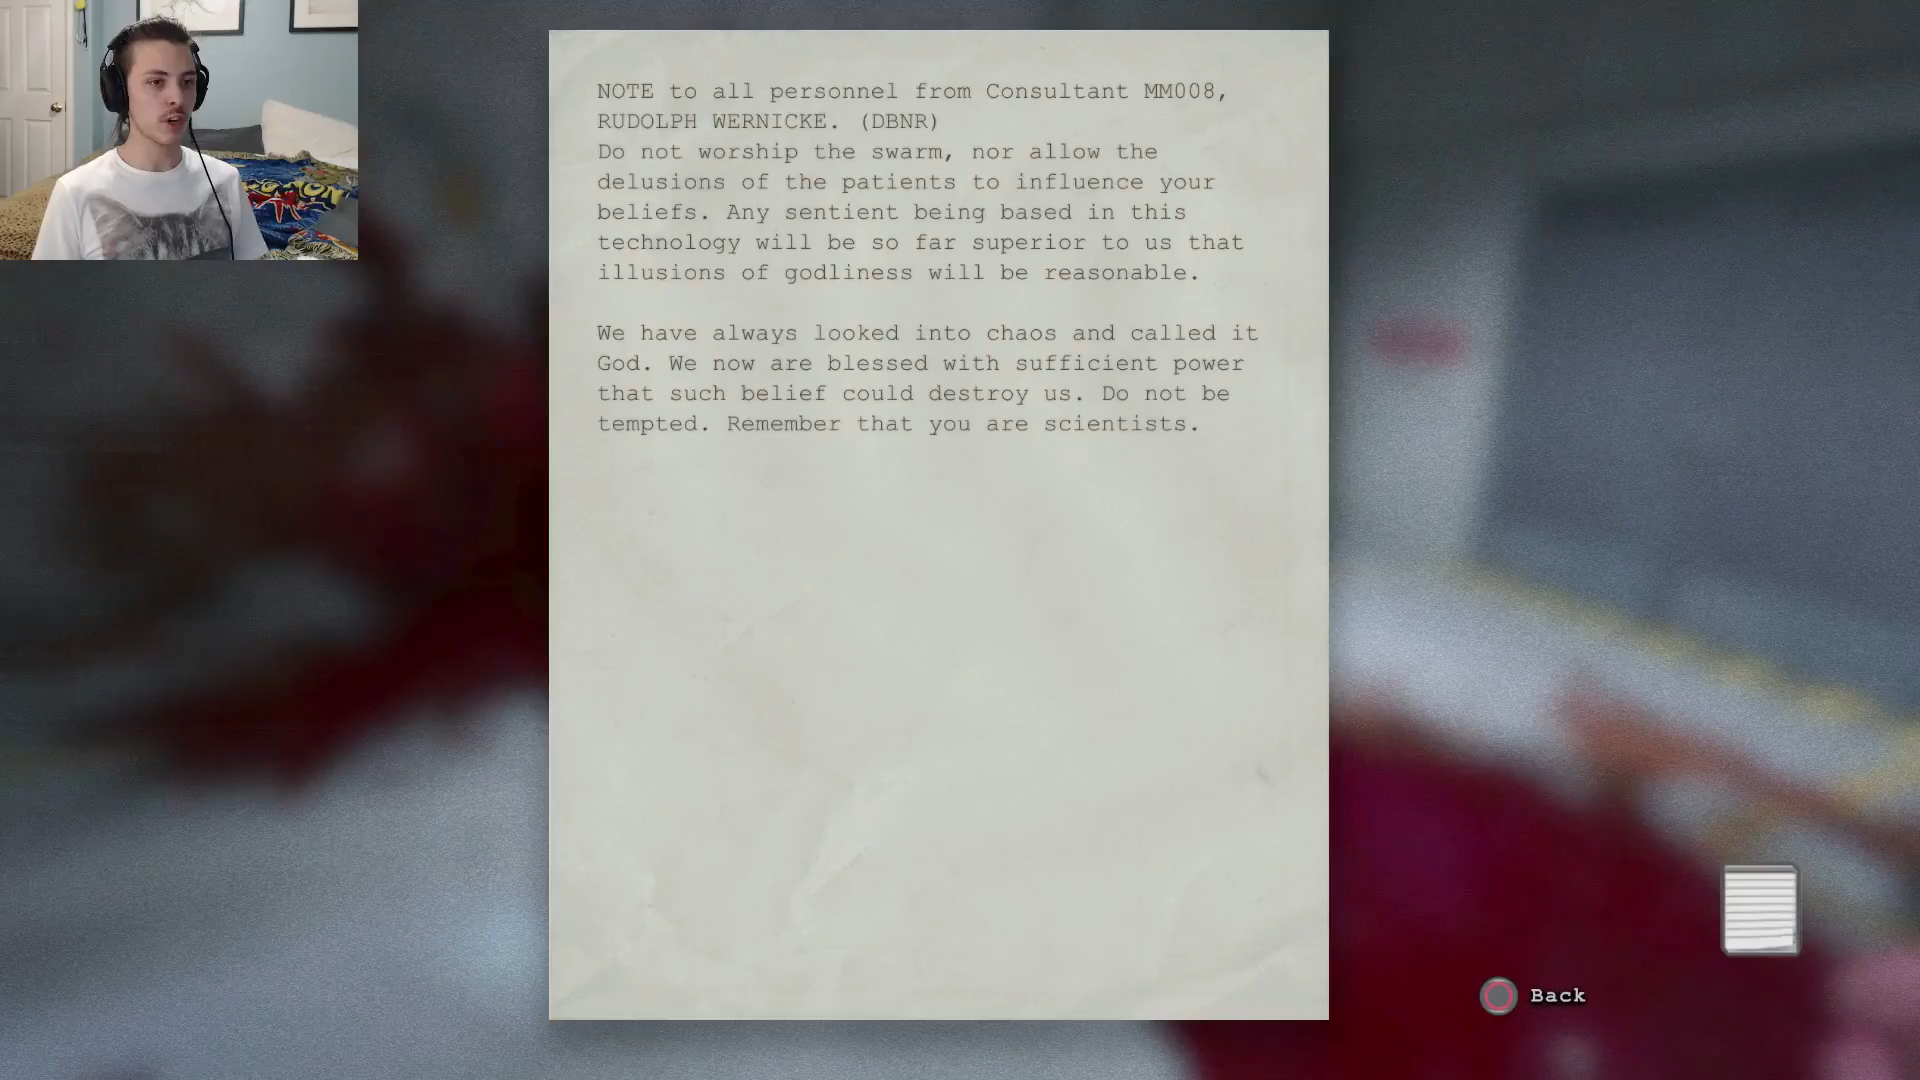 NOTE to all personnel from Consultant MM008,
RUDOLPH WERNICKE. (DBNR)
Do not worship the swarm, nor allow the
delusions of the patients to influence your
beliefs. Any sentient being based in this
technology will be so far superior to us that
illusions of godliness will be reasonable.
We have always looked into chaos and called it
God. We now are blessed with sufficient power
that such belief could destroy us. Do not be
tempted. Remember that you are scientists.
Back